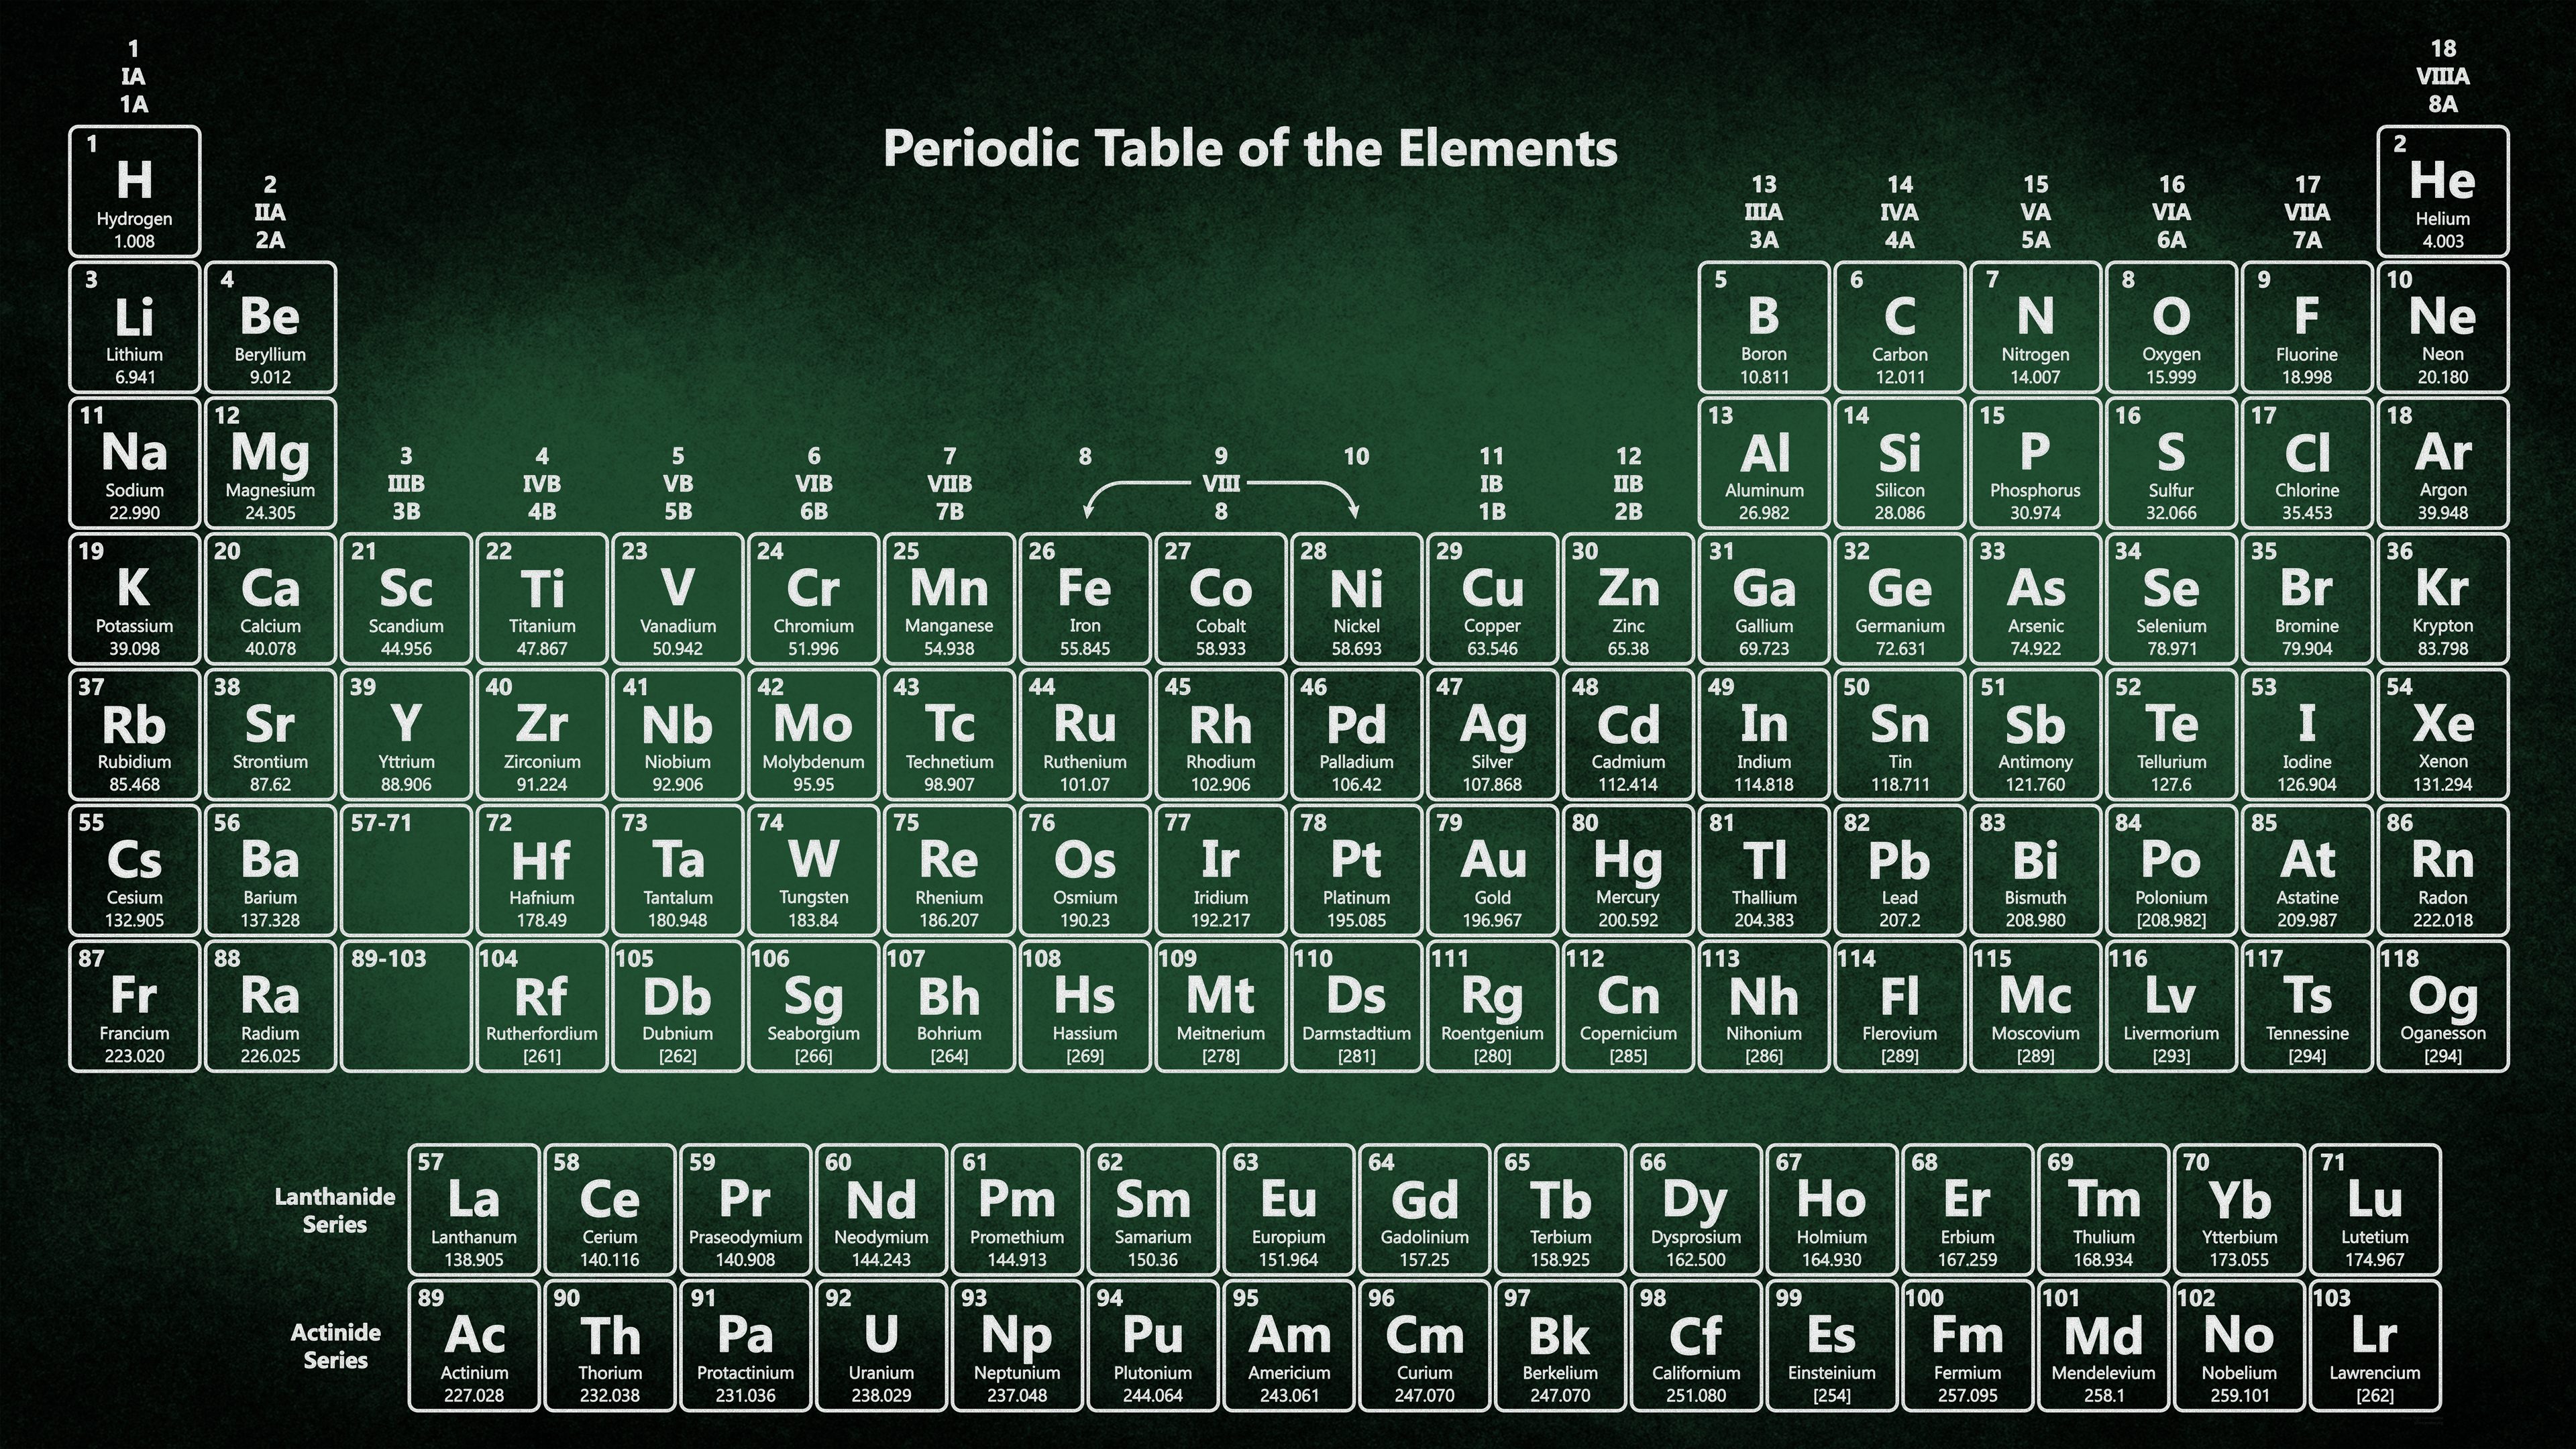 1
IA
1A
18
VIIIA
8A
Periodic Table of the Elements
1
H
Hydrogen
1.008
2
IIA
2A
13
IIIA
3A
14
IVA
4A
15
VA
5A
16
VIA
6A
17
VIIA
7A
2
He
Helium
4.003
3
Li
Lithium
6.941
4
Be
Beryllium
9.012
5
B
Boron
10.811
6
C
Carbon
12.011
7
N
Nitrogen
14.007
8
O
Oxygen
15.999
9
F
Fluorine
18.998
10
Ne
Neon
20.180
11
Na
Sodium
22.990
12
Mg
Magnesium
24.305
3
IIIB
3B
4
IVB
4B
5
VB
5B
6
VIB
6B
7
VIIB
7B
8
9
10
VIII
8
11
IB
1B
12
IIB
2B
13
Al
Aluminum
26.982
14
Si
Silicon
28.086
15
P
Phosphorus
30.974
16
S
Sulfur
32.066
17
Cl
Chlorine
35.453
18
Ar
Argon
39.948
19
K
Potassium
39.098
20
Ca
Calcium
40.078
21
Sc
Scandium
44.956
22
Ti
Titanium
47.867
23
V
Vanadium
50.942
24
Cr
Chromium
51.996
25
Mn
Manganese
54.938
26
Fe
Iron
55.845
27
Co
Cobalt
58.933
28
Ni
Nickel
58.693
29
Cu
Copper
63.546
30
Zn
Zinc
65.38
31
Ga
Gallium
69.723
32
Ge
Germanium
72.631
33
As
Arsenic
74.922
34
Se
Selenium
78.971
35
Br
Bromine
79.904
36
Kr
Krypton
83.798
37
Rb
Rubidium
85.468
38
Sr
Strontium
87.62
39
Y
Yttrium
88.906
40
Zr
Zirconium
91.224
41
Nb
Niobium
92.906
42
Mo
Molybdenum
95.95
43
Tc
Technetium
98.907
44
Ru
Ruthenium
101.07
45
Rh
Rhodium
102.906
46
Pd
Palladium
106.42
47
Ag
Silver
107.868
48
Cd
Cadmium
112.414
49
In
Indium
114.818
50
Sn
Tin
118.711
51
Sb
Antimony
121.760
52
Te
Tellurium
127.6
53
I
Iodine
126.904
54
Xe
Xenon
131.294
55
Cs
Cesium
132.905
56
Ba
Barium
137.328
57-71
72
Hf
Hafnium
178.49
73
Ta
Tantalum
180.948
74
W
Tungsten
183.84
75
Re
Rhenium
186.207
76
Os
Osmium
190.23
77
Ir
Iridium
192.217
78
Pt
Platinum
195.085
79
Au
Gold
196.967
80
Hg
Mercury
200.592
81
Tl
Thallium
204.383
82
Pb
Lead
207.2
83
Bi
Bismuth
208.980
84
Po
Polonium
[208.982]
85
At
Astatine
209.987
86
Rn
Radon
222.018
87
Fr
Francium
223.020
88
Ra
Radium
226.025
89-103
104
Rf
Rutherfordium
[261]
105
Db
Dubnium
[262]
106
Sg
Seaborgium
[266]
107
Bh
Bohrium
[264]
108
Hs
Hassium
[269]
109
Mt
Meitnerium
[278]
110
Ds
Darmstadtium
[281]
111
Rg
Roentgenium
[280]
112
Cn
Copernicium
[285]
113
Nh
Nihonium
[286]
114
Fl
Flerovium
[289]
115
Mc
Moscovium
[289]
116
Lv
Livermorium
[293]
117
Ts
Tennessine
[294]
118
Og
Oganesson
[294]
Lanthanide
Series
57
La
Lanthanum
138.905
58
Ce
Cerium
140.116
59
Pr
Praseodymium
140.908
60
Nd
Neodymium
144.243
61
Pm
Promethium
144.913
62
Sm
Samarium
150.36
63
Eu
Europium
151.964
64
Gd
Gadolinium
157.25
65
Tb
Terbium
158.925
66
Dy
Dysprosium
162.500
67
Ho
Holmium
164.930
68
Er
Erbium
167.259
69
Tm
Thulium
168.934
70
Yb
Ytterbium
173.055
71
Lu
Lutetium
174.967
Actinide
Series
89
Ac
Actinium
227.028
90
Th
Thorium
232.038
91
Pa
Protactinium
231.036
92
U
Uranium
238.029
93
Np
Neptunium
237.048
94
Pu
Plutonium
244.064
95
Am
Americium
243.061
96
Cm
Curium
247.070
97
Bk
Berkelium
247.070
98
Cf
Californium
251.080
99
Es
Einsteinium
[254]
100
Fm
Fermium
257.095
101
Md
Mendelevium
258.1
102
No
Nobelium
259.101
103
Lr
Lawrencium
[262]